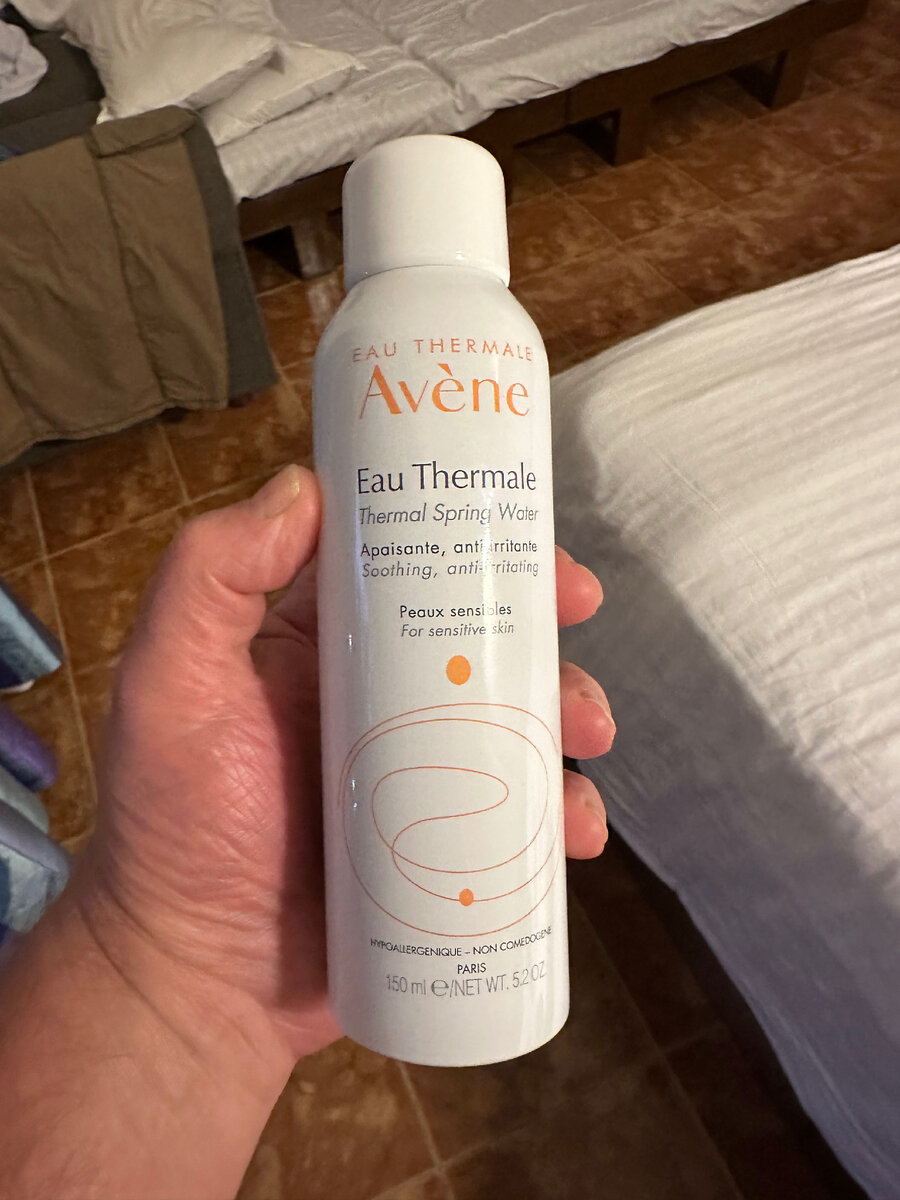 EAU THERMALE
Avène
Eau Thermale
Thermal Spring Water
Apaisante, anti-irritante
Soothing, anti-irritating
Peaux sensibles
For sensitive skin
HYPOALLERGENIQUE – NON COMEDOGENE
PARIS
150 ml ℮/NET WT. 5.2 OZ.